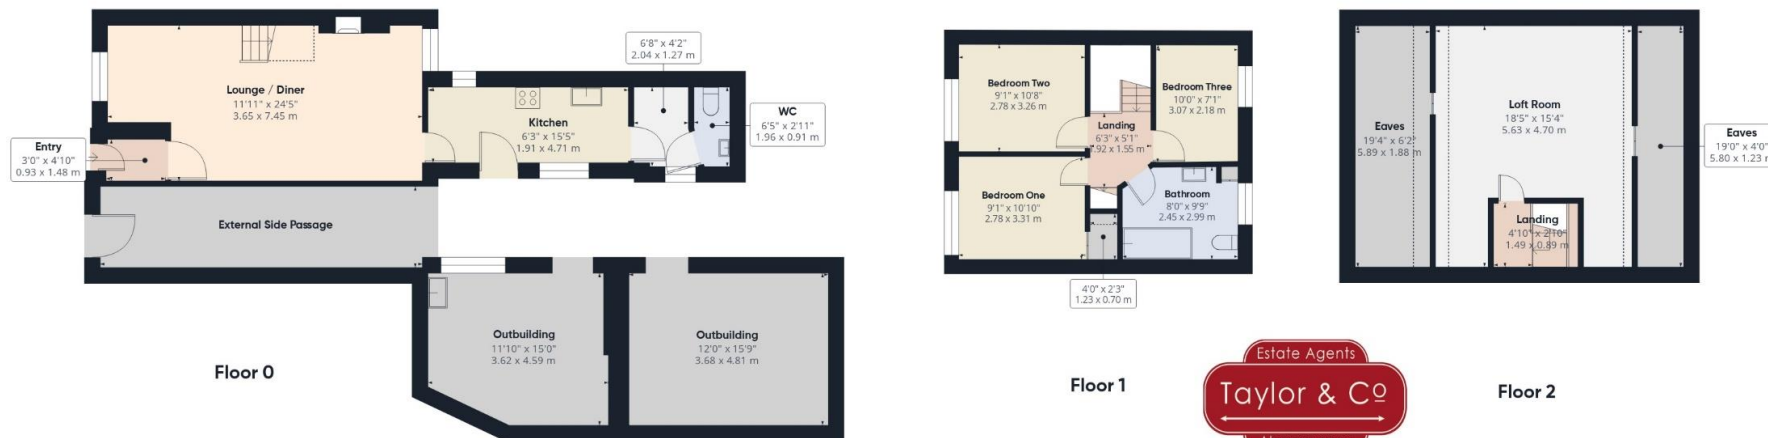 Lounge / Diner
11'11" x 24'5"
3.65 x 7.45 m
Entry
3'0" x 4'10"
0.93 x 1.48 m
External Side Passage
Kitchen
6'3" x 15'5"
1.91 x 4.71 m
6'8" x 4'2"
2.04 x 1.27 m
WC
6'5" x 2'11"
1.96 x 0.91 m
Outbuilding
11'10" x 15'0"
3.62 x 4.59 m
Outbuilding
12'0" x 15'9"
3.68 x 4.81 m
Floor 0
Bedroom Two
9'1" x 10'8"
2.78 x 3.26 m
Bedroom Three
10'0" x 7'1"
3.07 x 2.18 m
Landing
6'3" x 5'1"
.92 x 1.55 m
Bedroom One
9'1" x 10'10"
2.78 x 3.31 m
Bathroom
8'0" x 9'9"
2.45 x 2.99 m
4'0" x 2'3"
1.23 x 0.70 m
Floor 1
Eaves
19'4" x 6'2"
5.89 x 1.88 m
Loft Room
18'5" x 15'4"
5.63 x 4.70 m
Landing
4'10" x 2'10"
1.49 x 0.89 m
Eaves
19'0" x 4'0"
5.80 x 1.23 m
Floor 2
Estate Agents
Taylor & Co